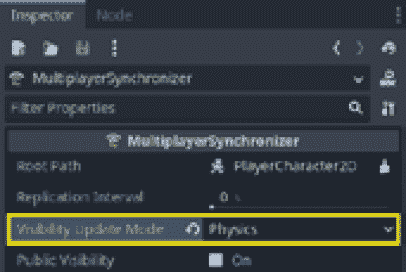 Inspector Node
MultiplayerSynchronizer
Filter Properties
MultiplayerSynchronizer
Root Path PlayerCharacter2D
Replication Interval 0 s
Visibility Update Mode Physics
Public Visibility On